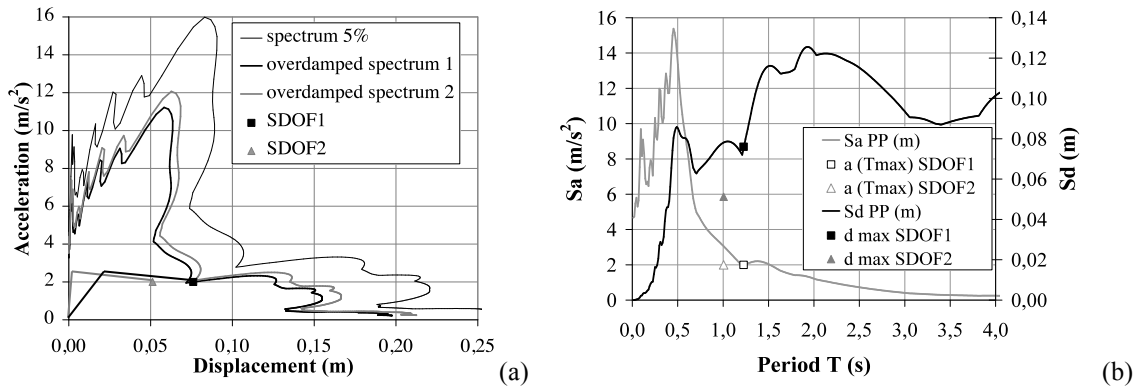 Acceleration (m/s²)
16
14
12
10
8
6
4
2
0
0,00
0,05
0,10
0,15
0,20
0,25
Displacement (m)
spectrum 5%
overdamped spectrum 1
overdamped spectrum 2
SDOF1
SDOF2
(a)
Sa (m/s²)
16
14
12
10
8
6
4
2
0
0,0
0,5
1,0
1,5
2,0
2,5
3,0
3,5
4,0
Period T (s)
0,14
0,12
0,10
0,08
0,06
0,04
0,02
0,00
Sd (m)
Sa PP (m)
a (Tmax) SDOF1
a (Tmax) SDOF2
Sd PP (m)
d max SDOF1
d max SDOF2
(b)